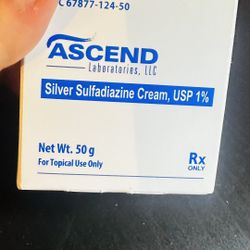 C 67877-124-50
ASCEND
Laboratories, LLC
Silver Sulfadiazine Cream, USP 1%
Net Wt. 50 g
For Topical Use Only
Rx
ONLY